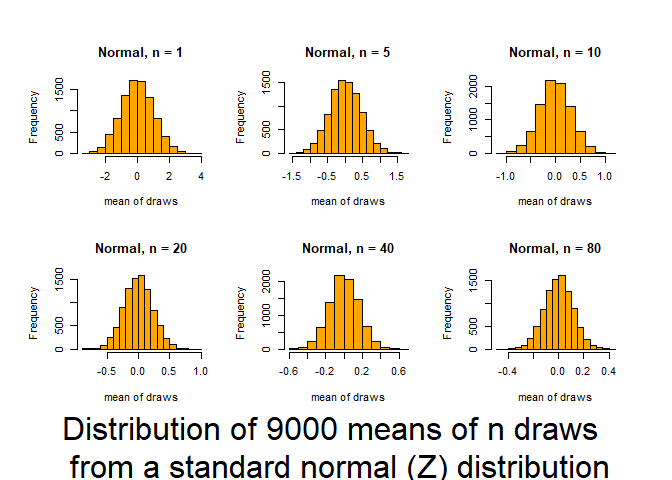 Normal, n = 1
Frequency
0 500 1500
-2 0 2 4
mean of draws
Normal, n = 5
Frequency
0 500 1500
-1.5 -0.5 0.5 1.5
mean of draws
Normal, n = 10
Frequency
0 1000 2000
-1.0 0.0 0.5 1.0
mean of draws
Normal, n = 20
Frequency
0 500 1500
-0.5 0.0 0.5 1.0
mean of draws
Normal, n = 40
Frequency
0 1000 2000
-0.6 -0.2 0.2 0.6
mean of draws
Normal, n = 80
Frequency
0 500 1500
-0.4 0.0 0.2 0.4
mean of draws
Distribution of 9000 means of n draws
from a standard normal (Z) distribution